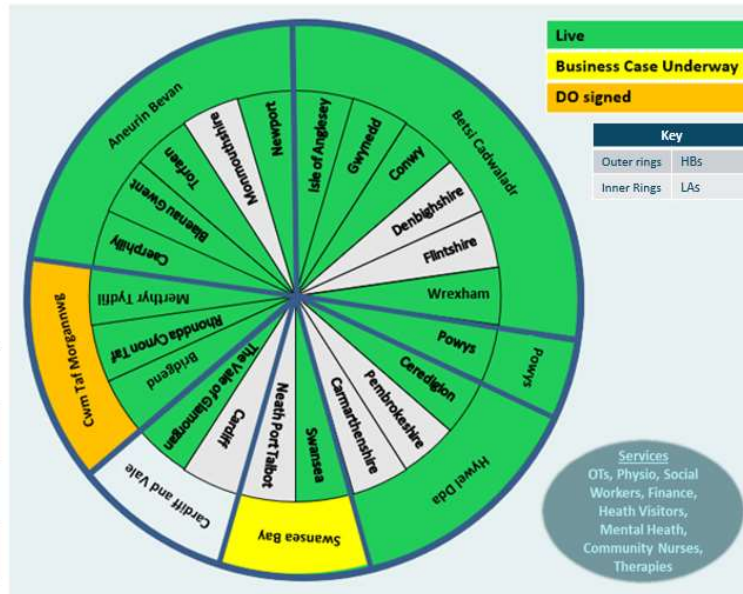 Live
Business Case Underway
DO signed
Key
Outer rings HBs
Inner Rings LAs
Betsi Cadwaladr
Powys
Hywel Dda
Swansea Bay
Cardiff and Vale
Cwm Taf Morgannwg
Aneurin Bevan
Isle of Anglesey
Gwynedd
Conwy
Denbighshire
Flintshire
Wrexham
Powys
Ceredigion
Pembrokeshire
Carmarthenshire
Swansea
Neath Port Talbot
Cardiff
The Vale of Glamorgan
Bridgend
Rhondda Cynon Taf
Merthyr Tydfil
Caerphilly
Blaenau Gwent
Torfaen
Monmouthshire
Newport
Services
OTs, Physio, Social
Workers, Finance,
Heath Visitors,
Mental Heath,
Community Nurses,
Therapies